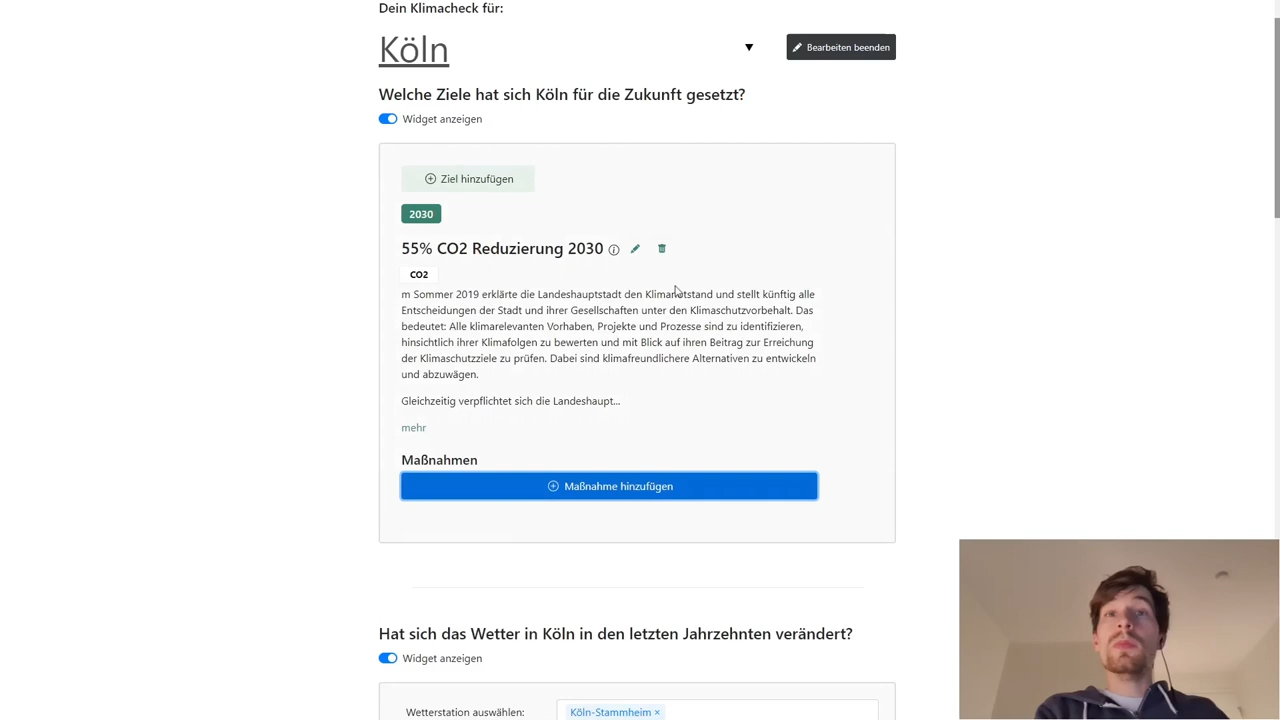 Dein Klimacheck für:
Köln
Bearbeiten beenden
Welche Ziele hat sich Köln für die Zukunft gesetzt?
Widget anzeigen
Ziel hinzufügen
2030
55% CO2 Reduzierung 2030
CO2
m Sommer 2019 erklärte die Landeshauptstadt den Klimanotstand und stellt künftig alle
Entscheidungen der Stadt und ihrer Gesellschaften unter den Klimaschutzvorbehalt. Das
bedeutet: Alle klimarelevanten Vorhaben, Projekte und Prozesse sind zu identifizieren,
hinsichtlich ihrer Klimafolgen zu bewerten und mit Blick auf ihren Beitrag zur Erreichung
der Klimaschutzziele zu prüfen. Dabei sind klimafreundlichere Alternativen zu entwickeln
und abzuwägen.
Gleichzeitig verpflichtet sich die Landeshaupt...
mehr
Maßnahmen
Maßnahme hinzufügen
Hat sich das Wetter in Köln in den letzten Jahrzehnten verändert?
Widget anzeigen
Wetterstation auswählen: Köln-Stammheim ×